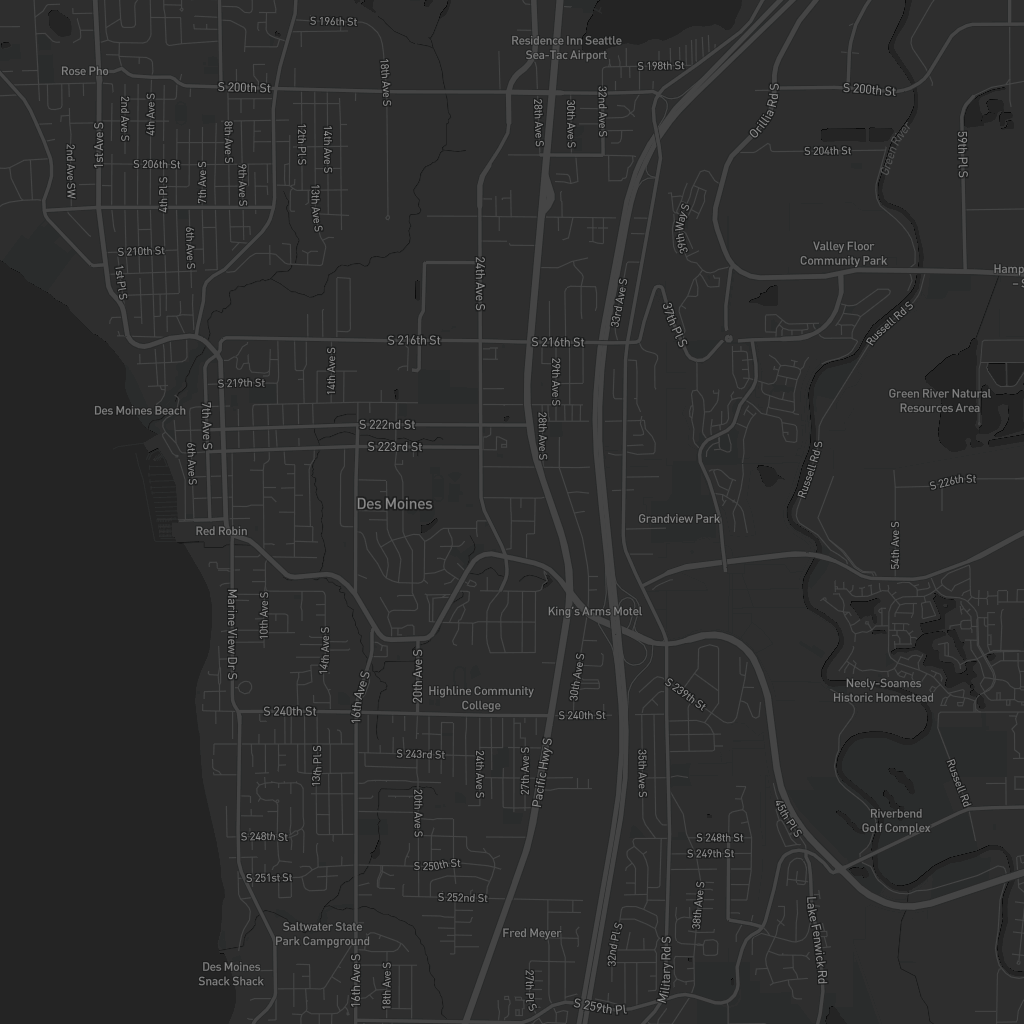 S 196th St
Residence Inn Seattle
Sea-Tac Airport
Rose Pho
S 198th St
18th Ave S
S 200th St
S 200th St
2nd Ave S
4th Ave S
28th Ave S
30th Ave S
32nd Ave S
Orillia Rd S
1st Ave S
8th Ave S
12th Pl S
14th Ave S
S 204th St
Green River
59th Pl S
2nd Ave SW
S 206th St
4th Pl S
7th Ave S
9th Ave S
13th Ave S
39th Way S
S 210th St
6th Ave S
Valley Floor
Community Park
1st Pl S
24th Ave S
33rd Ave S
37th Pl S
Russell Rd S
Hamp
- S
S 216th St
S 216th St
14th Ave S
S 219th St
29th Ave S
Green River Natural
Resources Area
Des Moines Beach
7th Ave S
S 222nd St
28th Ave S
S 223rd St
6th Ave S
Russell Rd S
S 226th St
Des Moines
Grandview Park
Red Robin
54th Ave S
Marine View Dr S
10th Ave S
King's Arms Motel
14th Ave S
20th Ave S
30th Ave S
16th Ave S
S 239th St
Neely-Soames
Historic Homestead
Highline Community
College
S 240th St
S 240th St
13th Pl S
S 243rd St
24th Ave S
27th Ave S
Pacific Hwy S
35th Ave S
Russell Rd
20th Ave S
45th Pl S
Riverbend
Golf Complex
S 248th St
S 248th St
S 249th St
S 250th St
S 251st St
S 252nd St
38th Ave S
Lake Fenwick Rd
Saltwater State
Park Campground
Fred Meyer
32nd Pl S
Military Rd S
Des Moines
Snack Shack
16th Ave S
18th Ave S
27th Pl S
S 259th Pl